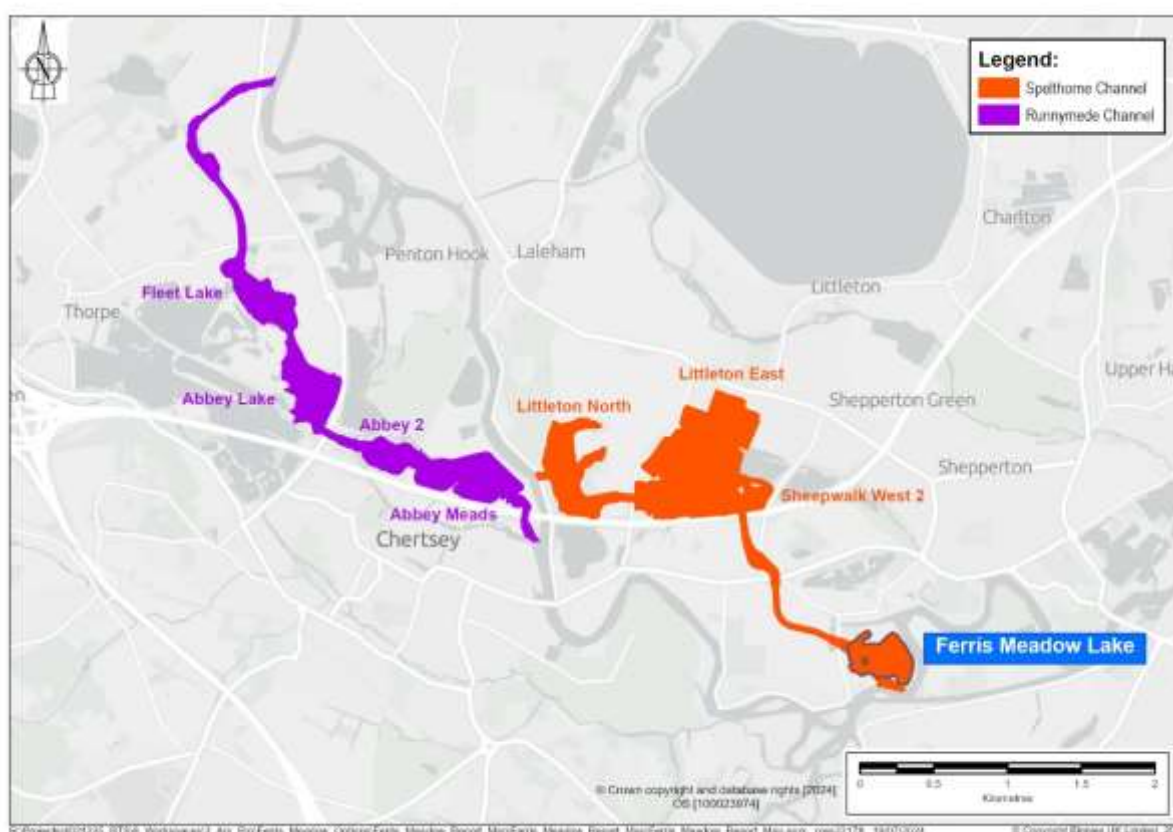 Legend:
Spelthorne Channel
Runnymede Channel
Charlton
Penton Hook
Laleham
Littleton
Fleet Lake
Thorpe
Upper Ha
Littleton East
Abbey Lake
Littleton North
Shepperton Green
Abbey 2
Shepperton
Sheepwalk West 2
Abbey Meads
Chertsey
Ferris Meadow Lake
0 0.5 1 1.5 2
Kilometres
© Crown copyright and database rights [2024]
OS [100023974]